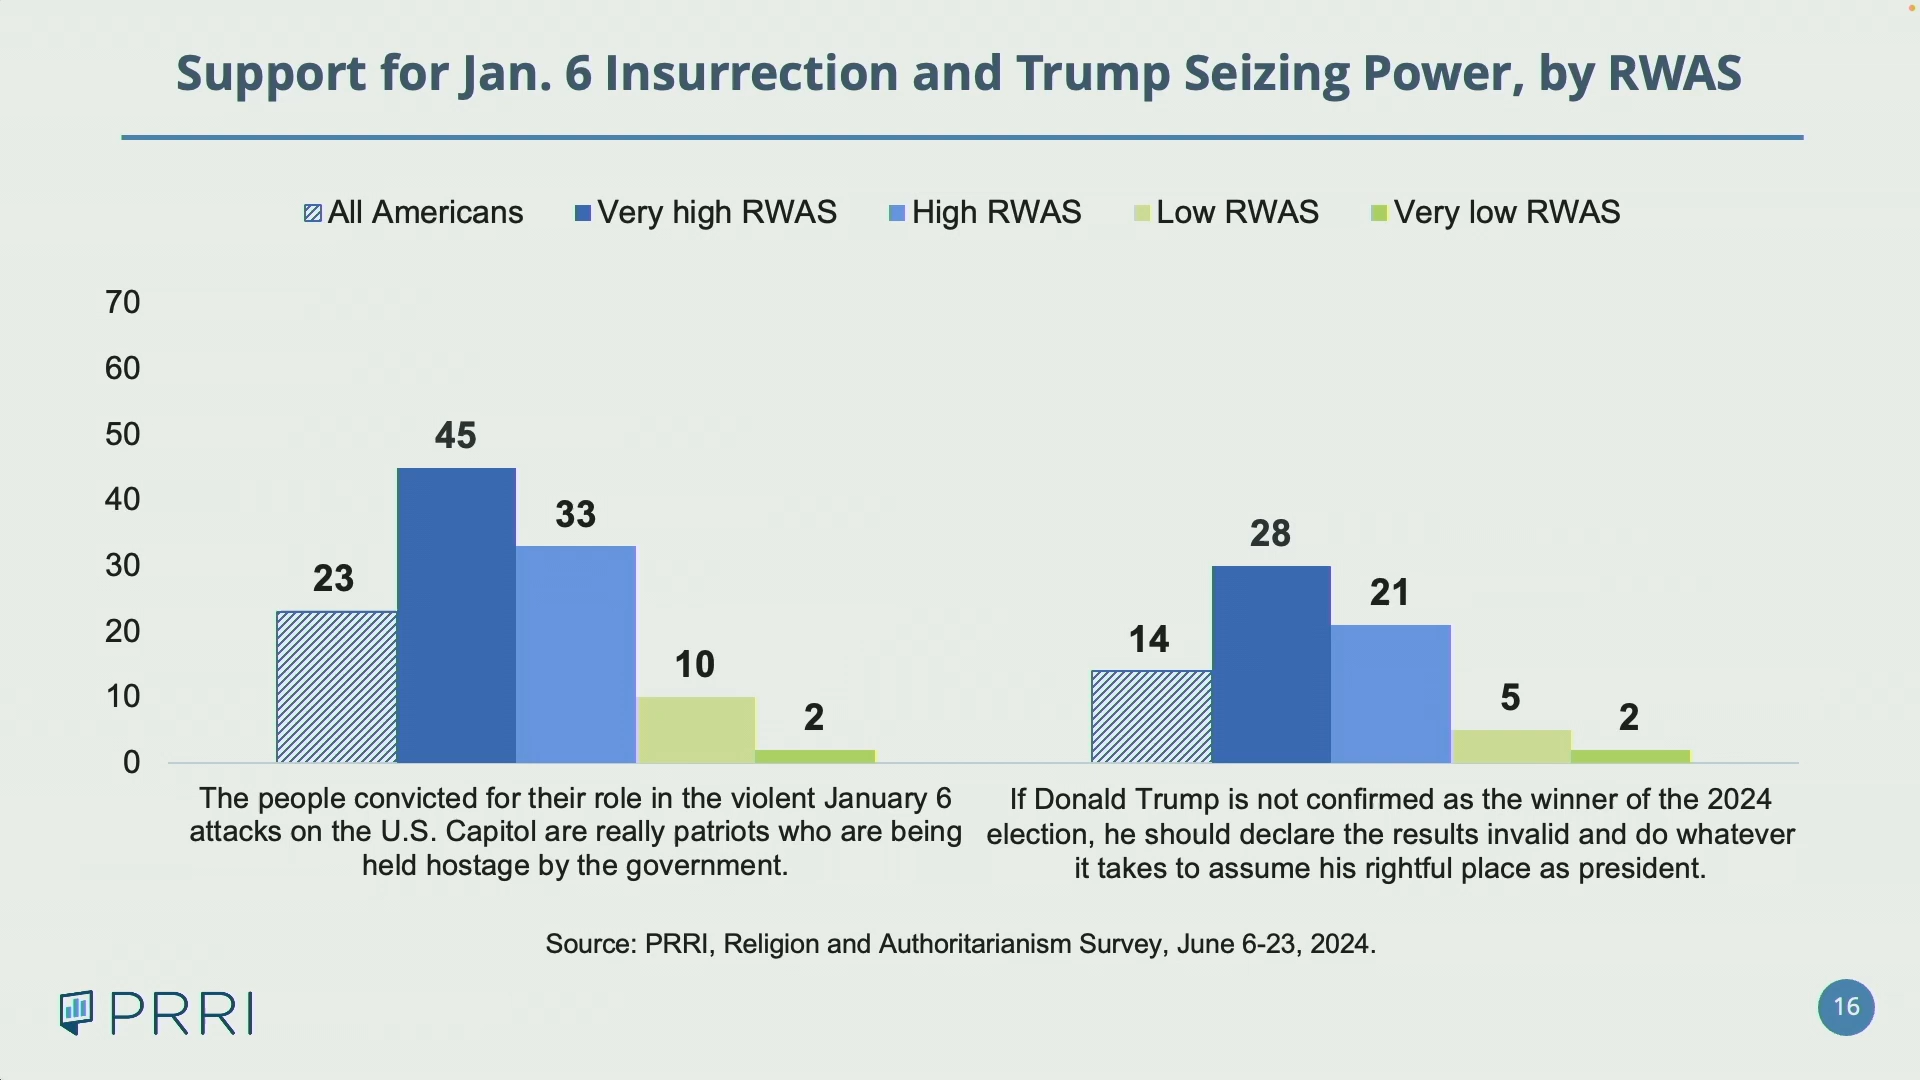 Support for Jan. 6 Insurrection and Trump Seizing Power, by RWAS
All Americans Very high RWAS High RWAS Low RWAS Very low RWAS
70
60
50
40
30
20
10
0
23
45
33
10
2
14
28
21
5
2
The people convicted for their role in the violent January 6
attacks on the U.S. Capitol are really patriots who are being
held hostage by the government.
If Donald Trump is not confirmed as the winner of the 2024
election, he should declare the results invalid and do whatever
it takes to assume his rightful place as president.
Source: PRRI, Religion and Authoritarianism Survey, June 6-23, 2024.
PRRI
16